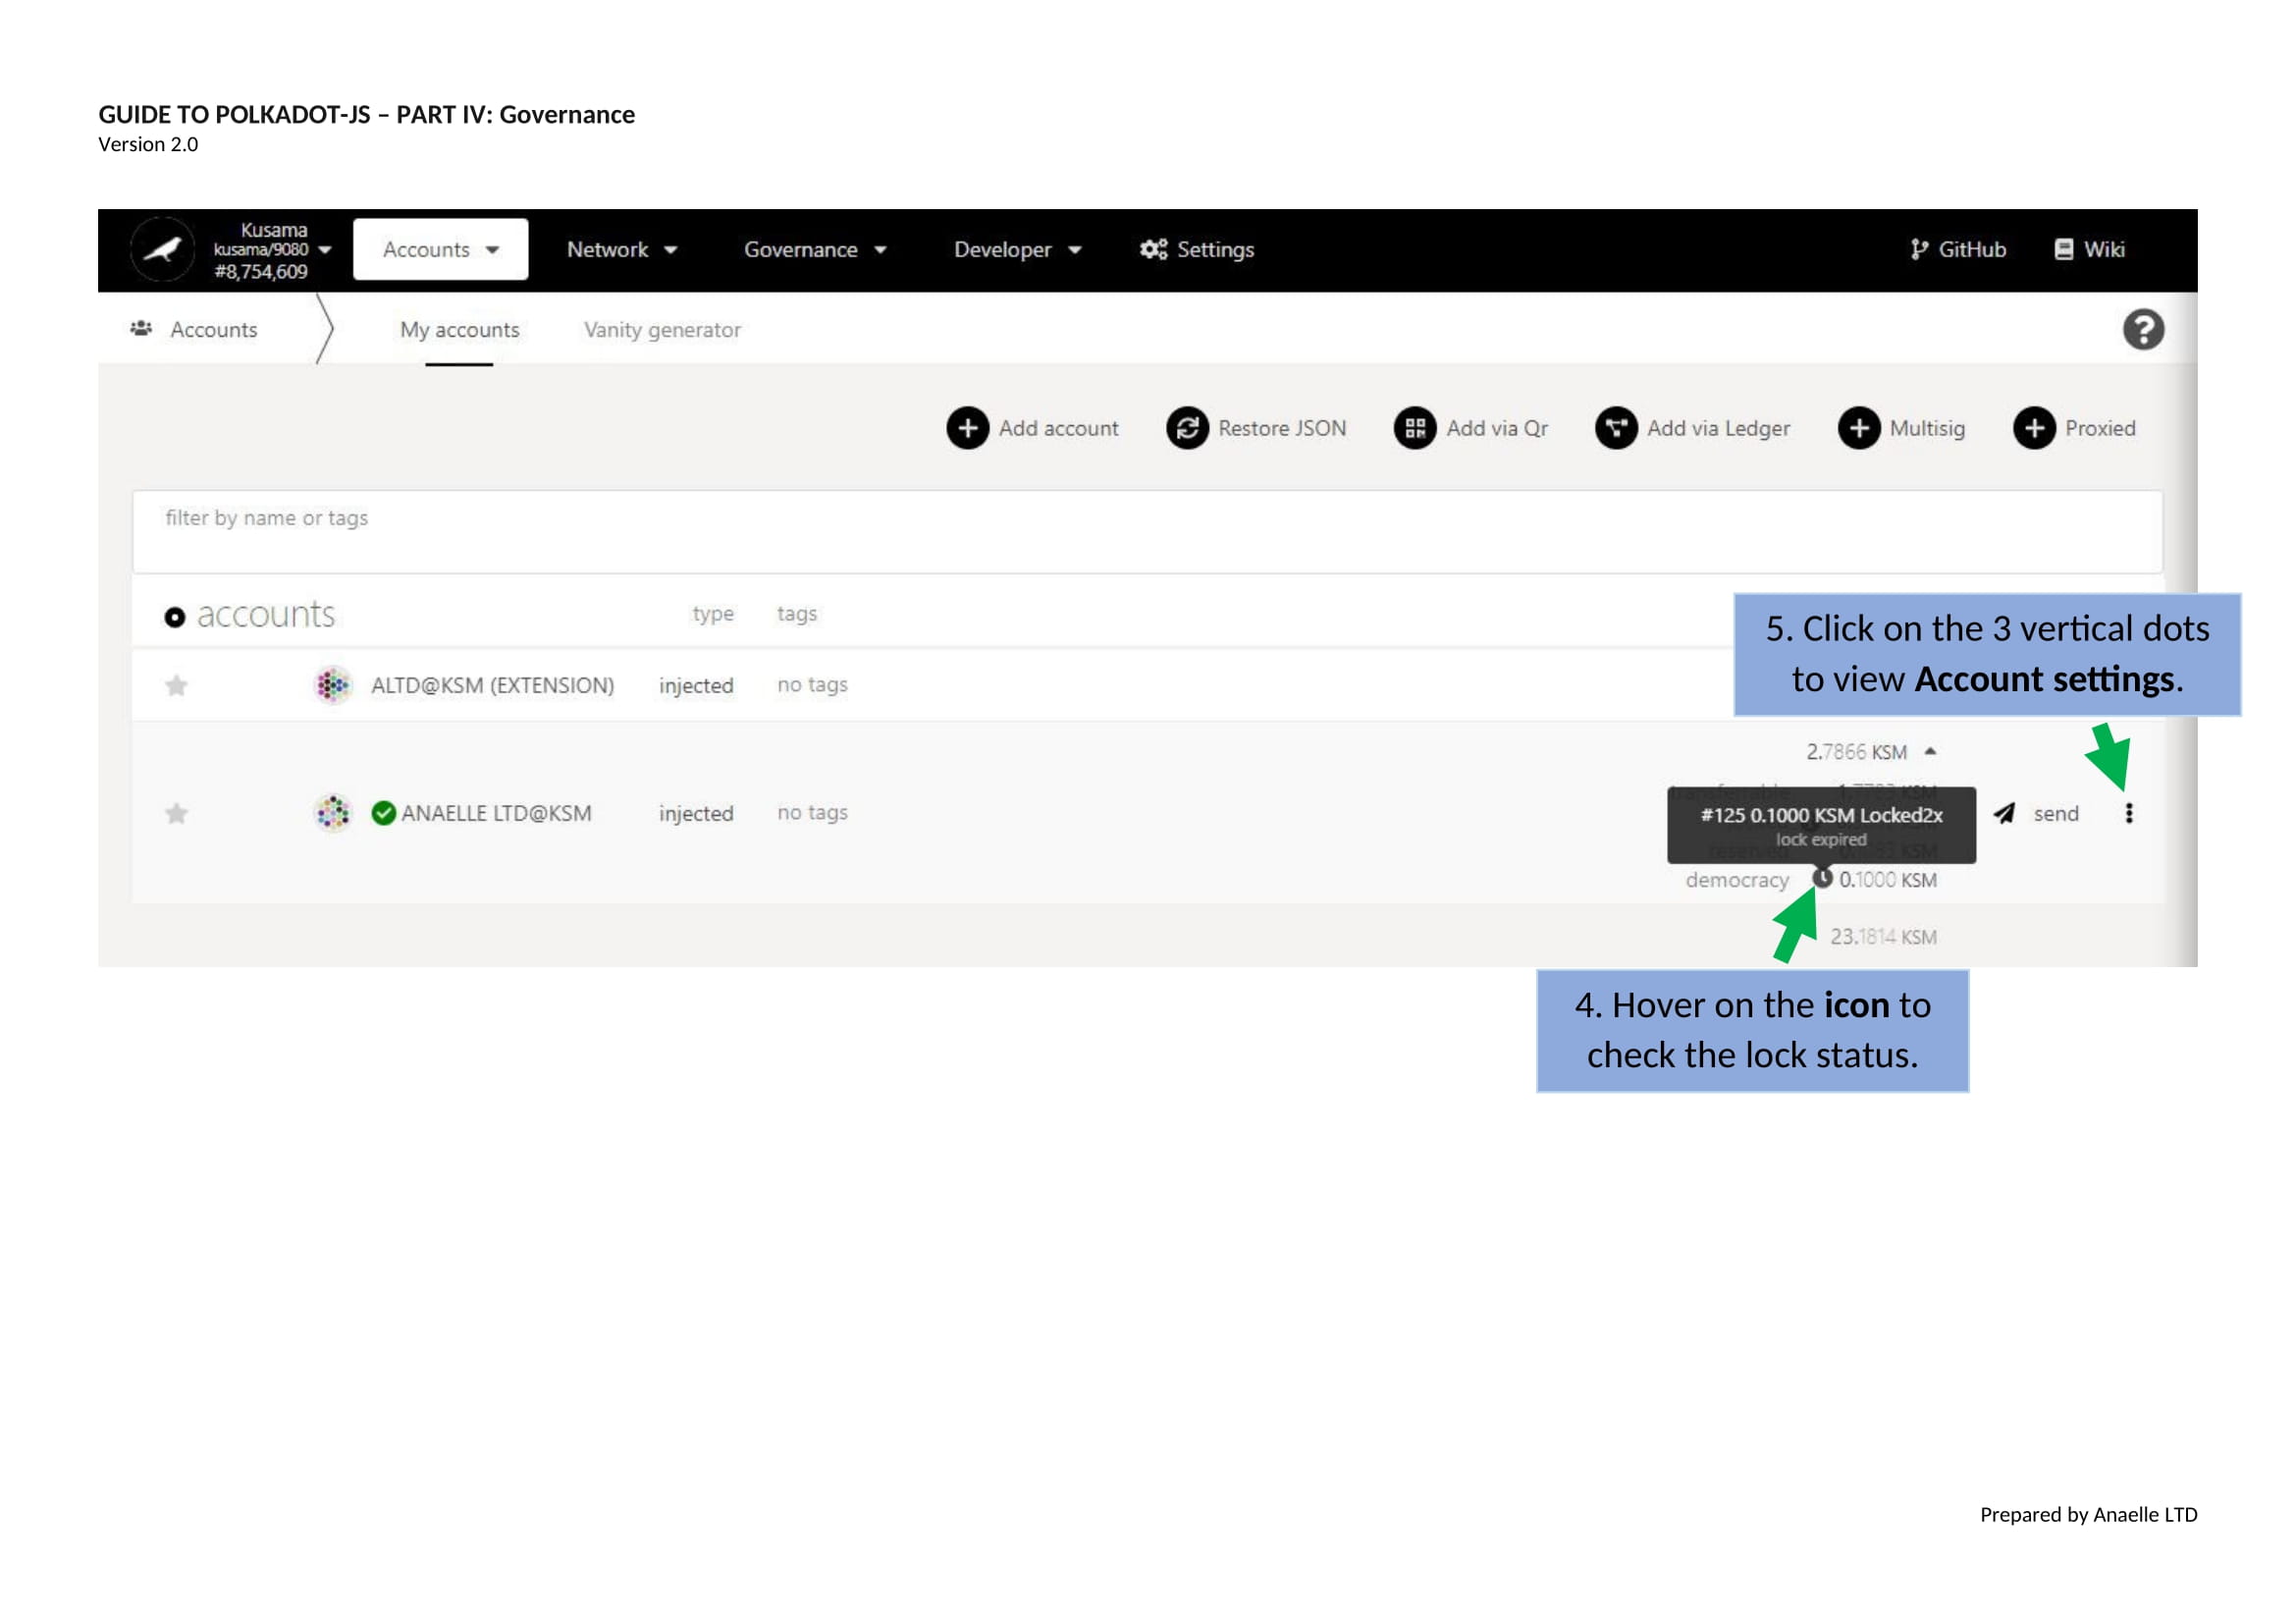 GUIDE TO POLKADOT-JS – PART IV: Governance
Version 2.0
Kusama
kusama/9080
#8,754,609
Accounts
Network
Governance
Developer
Settings
GitHub
Wiki
Accounts
My accounts
Vanity generator
Add account
Restore JSON
Add via Qr
Add via Ledger
Multisig
Proxied
filter by name or tags
accounts
type
tags
5. Click on the 3 vertical dots
to view Account settings.
ALTD@KSM (EXTENSION)
injected
no tags
2.7866 KSM
ANAELLE LTD@KSM
injected
no tags
#125 0.1000 KSM Locked2x
lock expired
send
democracy
0.1000 KSM
23.1814 KSM
4. Hover on the icon to
check the lock status.
Prepared by Anaelle LTD